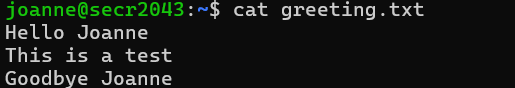 joanne@secr2043:~$ cat greeting.txt
Hello Joanne
This is a test
Goodbye Joanne